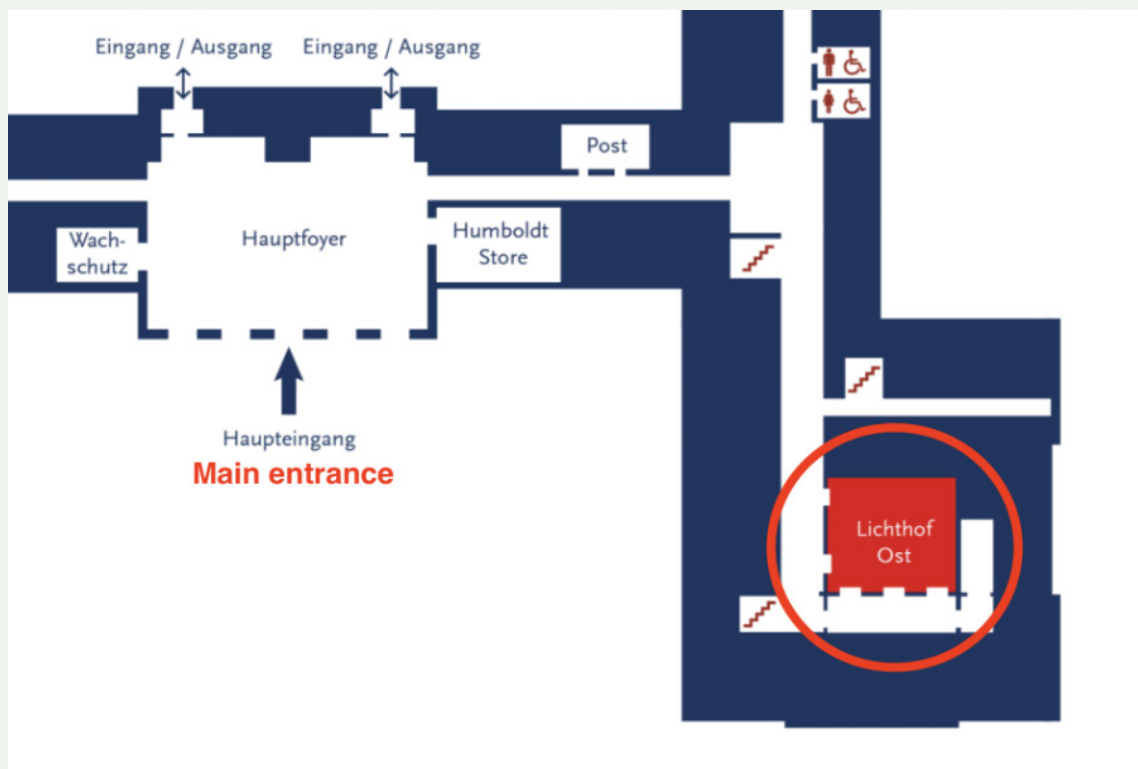 Eingang / Ausgang
Eingang / Ausgang
Post
Wach-
schutz
Hauptfoyer
Humboldt
Store
Haupteingang
Main entrance
Lichthof
Ost